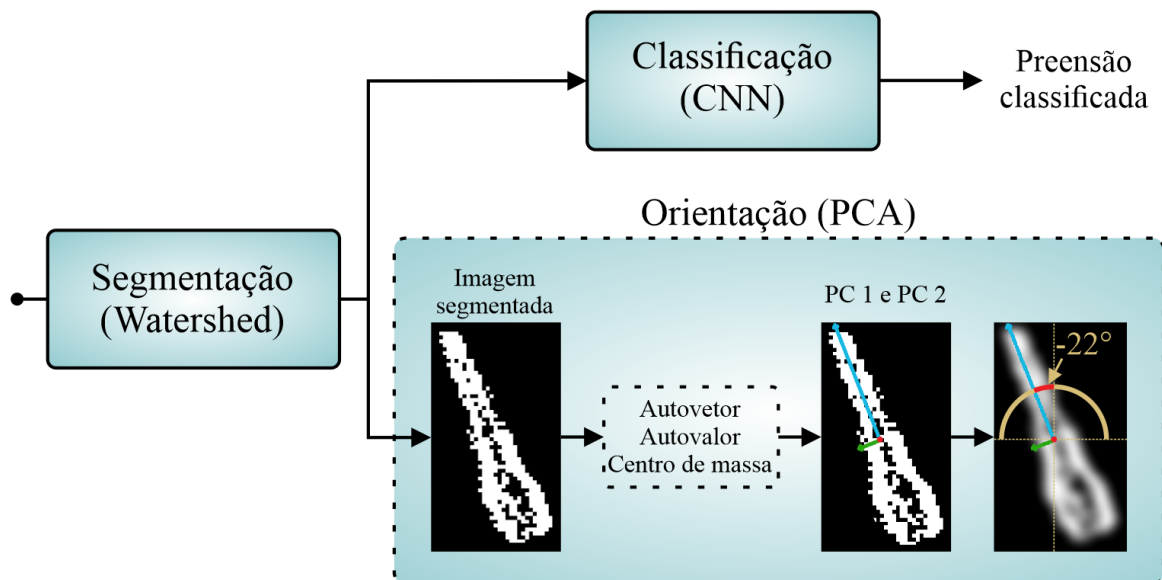 Classificação
(CNN)
Preensão
classificada
Segmentação
(Watershed)
Orientação (PCA)
Imagem
segmentada
Autovetor
Autovalor
Centro de massa
PC 1 e PC 2
-22°